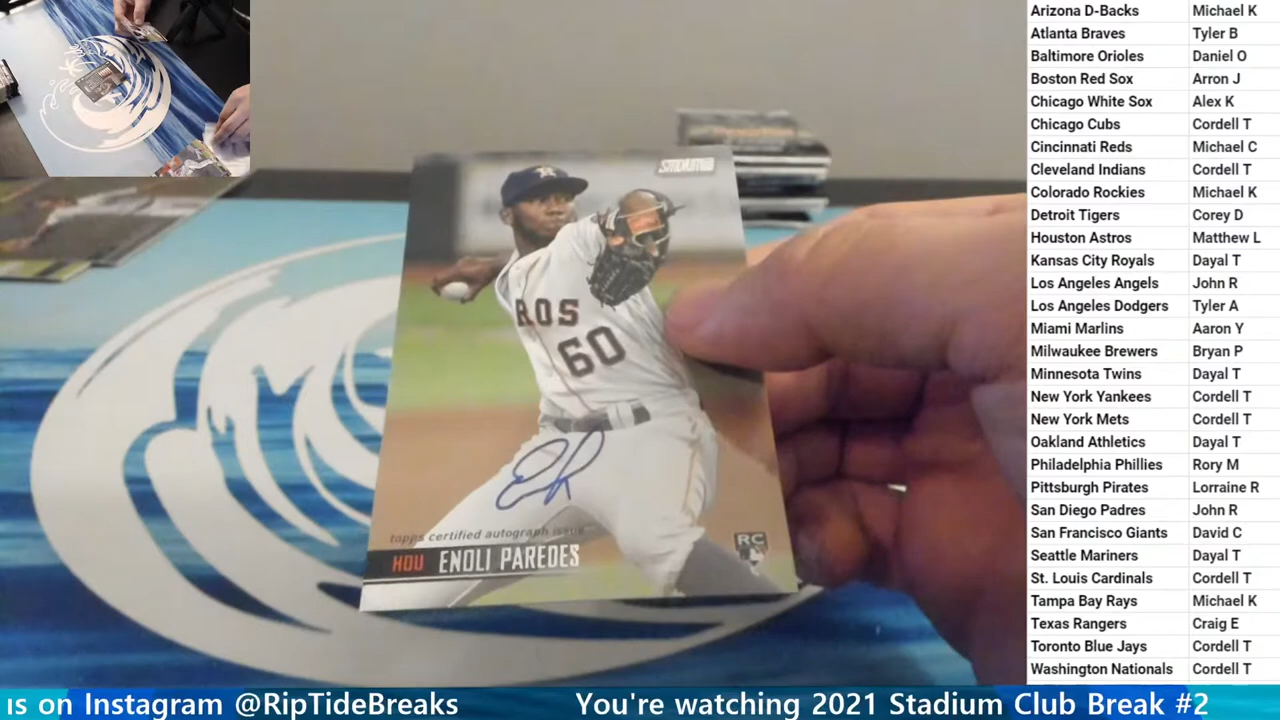 Arizona D-Backs Michael K
Atlanta Braves Tyler B
Baltimore Orioles Daniel O
Boston Red Sox Arron J
Chicago White Sox Alex K
Chicago Cubs Cordell T
Cincinnati Reds Michael C
Cleveland Indians Cordell T
Colorado Rockies Michael K
Detroit Tigers Corey D
Houston Astros Matthew L
Kansas City Royals Dayal T
Los Angeles Angels John R
Los Angeles Dodgers Tyler A
Miami Marlins Aaron Y
Milwaukee Brewers Bryan P
Minnesota Twins Dayal T
New York Yankees Cordell T
New York Mets Cordell T
Oakland Athletics Dayal T
Philadelphia Phillies Rory M
Pittsburgh Pirates Lorraine R
San Diego Padres John R
San Francisco Giants David C
Seattle Mariners Dayal T
St. Louis Cardinals Cordell T
Tampa Bay Rays Michael K
Texas Rangers Craig E
Toronto Blue Jays Cordell T
Washington Nationals Cordell T
ROS
60
topps certified autograph issue
RC
HOU ENOLI PAREDES
us on Instagram @RipTideBreaks You're watching 2021 Stadium Club Break #2